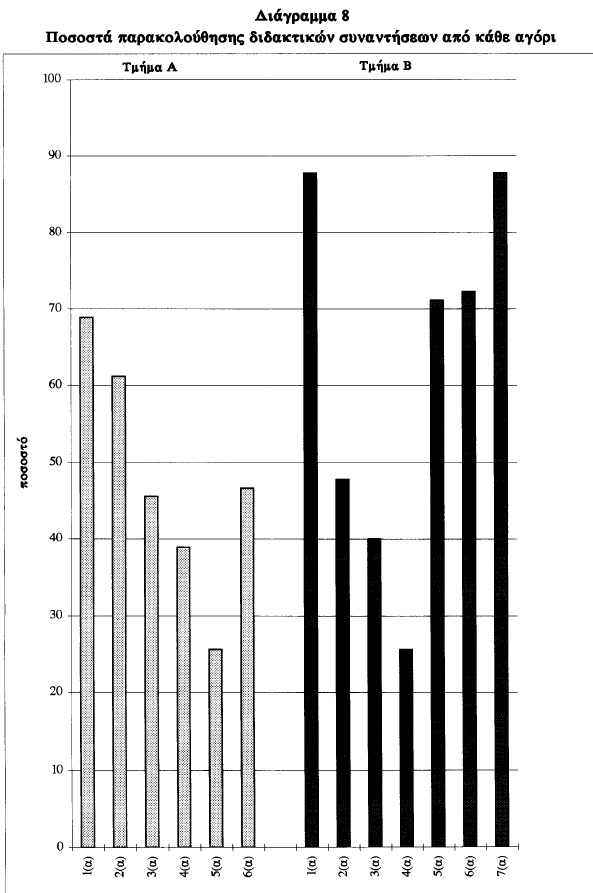 Διάγραμμα 8
Ποσοστά παρακολούθησης διδακτικών συναντήσεων από κάθε αγόρι
Τμήμα Α Τμήμα Β
100
90
80
70
60
50
40
30
20
10
0
ποσοστό
1(α) 2(α) 3(α) 4(α) 5(α) 6(α) 1(α) 2(α) 3(α) 4(α) 5(α) 6(α) 7(α)